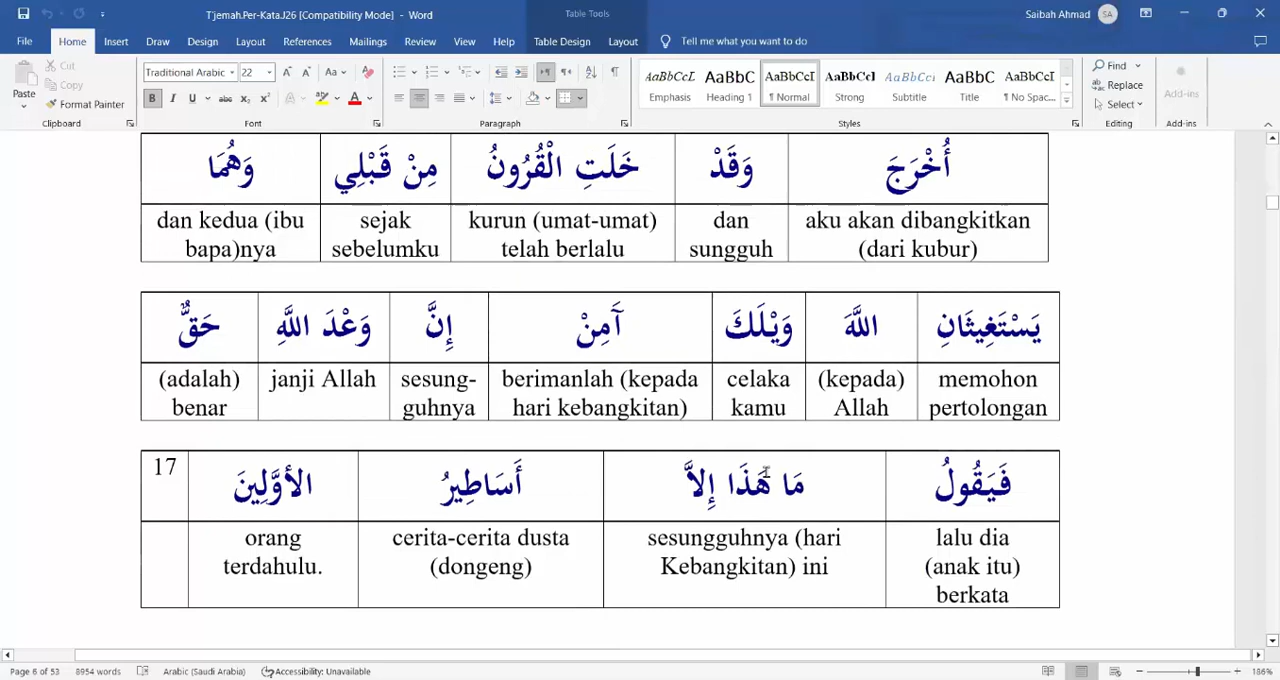 T'jemah.Per-Kata.J26 [Compatibility Mode] - Word
Table Tools
Saibah Ahmad SA
File Home Insert Draw Design Layout References Mailings Review View Help Table Design Layout Tell me what you want to do
Paste Cut Copy Format Painter
Clipboard
Traditional Arabic 22
Font
Paragraph
AaBbCcL Emphasis
AaBbC Heading 1
AaBbCcI ¶ Normal
AaBbCcl Strong
AaBbCcI Subtitle
AaBbC Title
AaBbCcI ¶ No Spac...
Styles
Find Replace Select
Editing
Add-ins
Add-ins
أُخْرَجَ وَقَدْ خَلَتِ الْقُرُونُ مِنْ قَبْلِي وَهُمَا
dan kedua (ibu bapa)nya
sejak sebelumku
kurun (umat-umat) telah berlalu
dan sungguh
aku akan dibangkitkan (dari kubur)
يَسْتَغِيثَانِ اللَّهَ وَيْلَكَ آَمِنْ إِنَّ وَعْدَ اللَّهِ حَقٌّ
(adalah) benar
janji Allah
sesung-guhnya
berimanlah (kepada hari kebangkitan)
celaka kamu
(kepada) Allah
memohon pertolongan
فَيَقُولُ مَا هَٰذَا إِلاَّ أَسَاطِيرُ الأوَّلِينَ 17
orang terdahulu.
cerita-cerita dusta (dongeng)
sesungguhnya (hari Kebangkitan) ini
lalu dia (anak itu) berkata
Page 6 of 53 8954 words Arabic (Saudi Arabia) Accessibility: Unavailable 186%